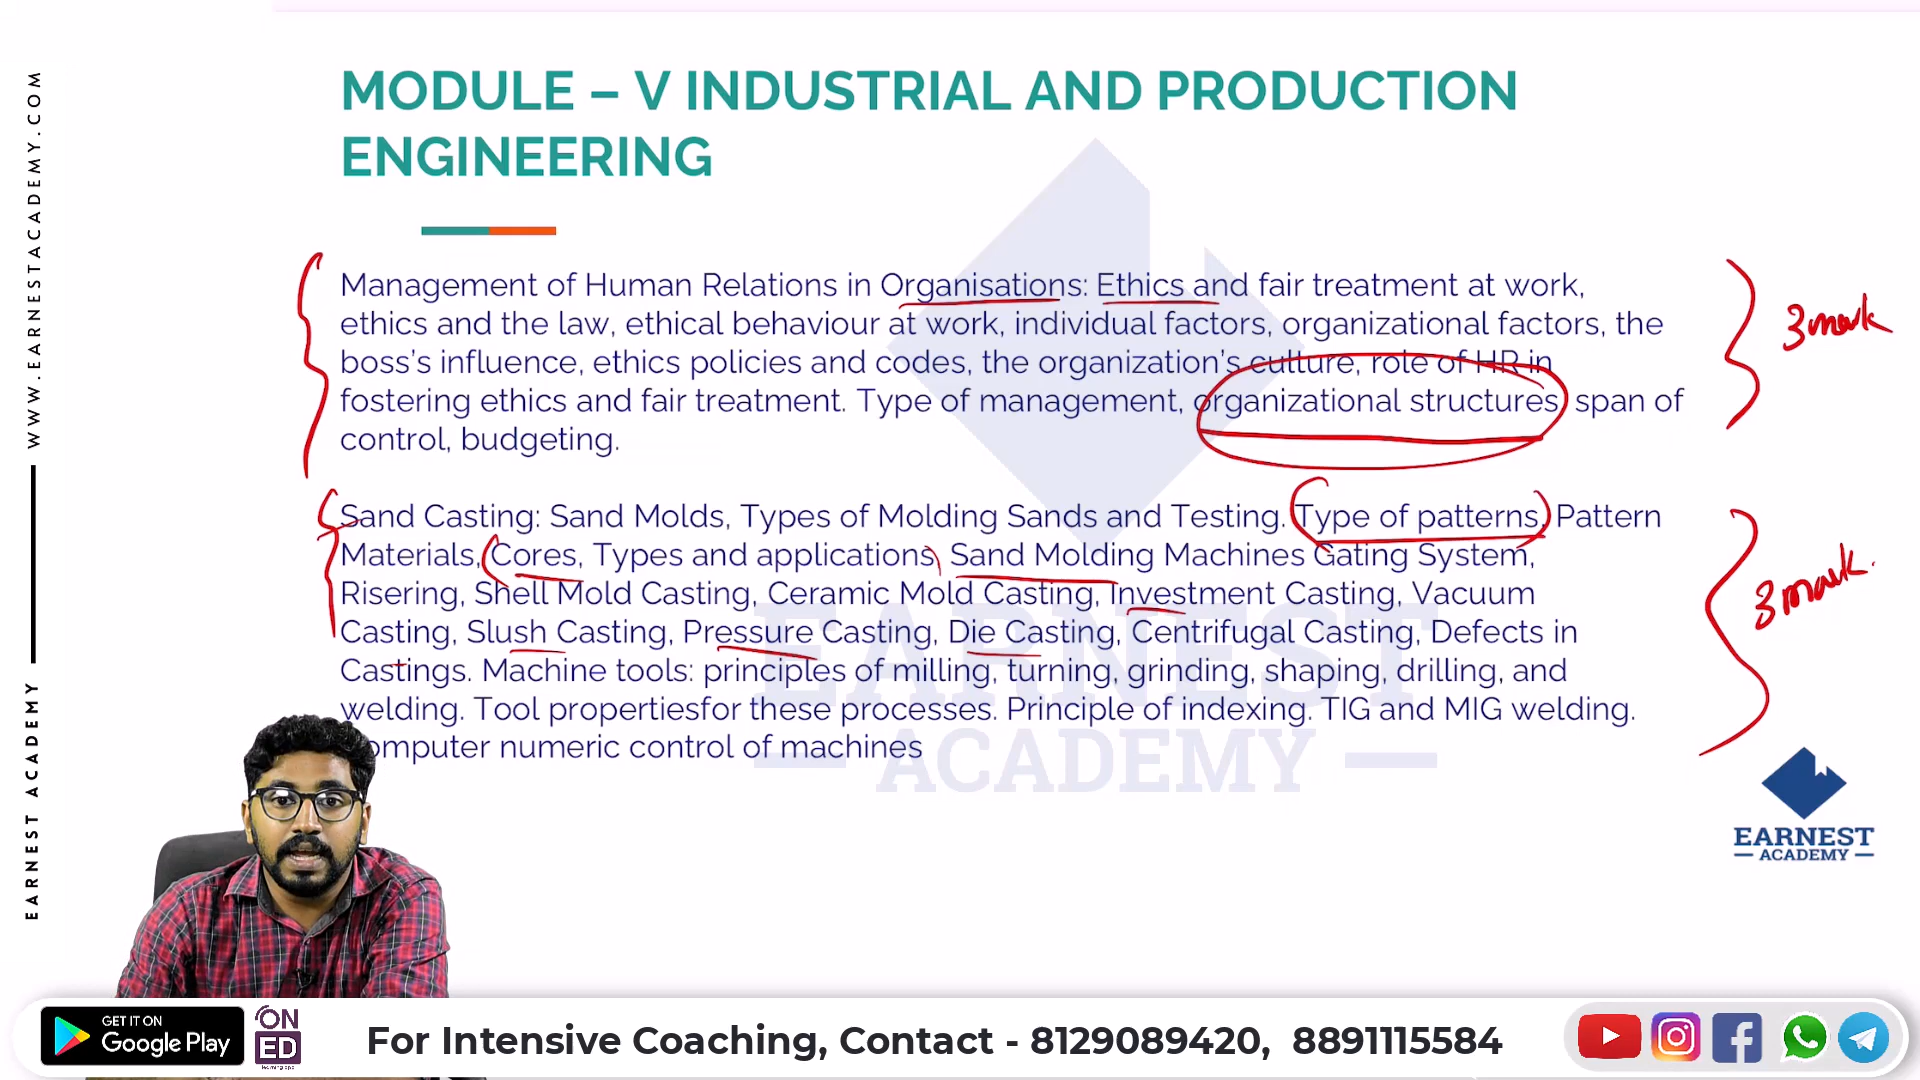 MODULE – V INDUSTRIAL AND PRODUCTION
ENGINEERING
Management of Human Relations in Organisations: Ethics and fair treatment at work,
ethics and the law, ethical behaviour at work, individual factors, organizational factors, the
boss's influence, ethics policies and codes, the organization's culture, role of HR in
fostering ethics and fair treatment. Type of management, organizational structures, span of
control, budgeting.
3 mark
Sand Casting: Sand Molds, Types of Molding Sands and Testing. Type of patterns, Pattern
Materials, Cores, Types and applications, Sand Molding Machines Gating System,
Risering, Shell Mold Casting, Ceramic Mold Casting, Investment Casting, Vacuum
Casting, Slush Casting, Pressure Casting, Die Casting, Centrifugal Casting, Defects in
Castings. Machine tools: principles of milling, turning, grinding, shaping, drilling, and
welding. Tool propertiesfor these processes. Principle of indexing. TIG and MIG welding.
omputer numeric control of machines
3 mark.
EARNEST
ACADEMY
EARNEST
ACADEMY
WWW.EARNESTACADEMY.COM
EARNEST ACADEMY
GET IT ON
Google Play
ON
ED
learning app
For Intensive Coaching, Contact - 8129089420, 8891115584